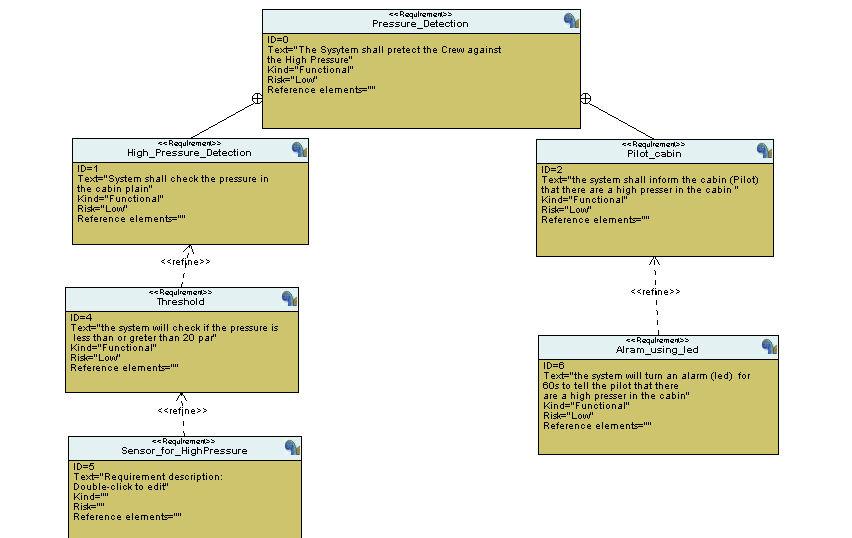 <<Requirement>>
Pressure_Detection
ID=0
Text="The Sysytem shall pretect the Crew against
the High Pressure"
Kind="Functional"
Risk="Low"
Reference elements=""
<<Requirement>>
High_Pressure_Detection
ID=1
Text="System shall check the pressure in
the cabin plain"
Kind="Functional"
Risk="Low"
Reference elements=""
<<Requirement>>
Pilot_cabin
ID=2
Text="the system shall inform the cabin (Pilot)
that there are a high presser in the cabin "
Kind="Functional"
Risk="Low"
Reference elements=""
<<refine>>
<<refine>>
<<Requirement>>
Threshold
ID=4
Text="the system will check if the pressure is
less than or greter than 20 par"
Kind="Functional"
Risk="Low"
Reference elements=""
<<Requirement>>
Alram_using_led
ID=6
Text="the system will turn an alarm (led)  for
60s to tell the pilot that there
are a high presser in the cabin"
Kind="Functional"
Risk="Low"
Reference elements=""
<<refine>>
<<Requirement>>
Sensor_for_HighPressure
ID=5
Text="Requirement description:
Double-click to edit"
Kind=""
Risk=""
Reference elements=""